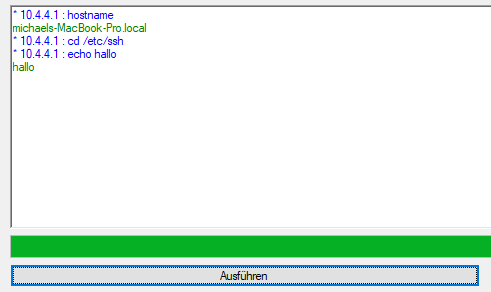 * 10.4.4.1 : hostname
michaels-MacBook-Pro.local
* 10.4.4.1 : cd /etc/ssh
* 10.4.4.1 : echo hallo
hallo
Ausführen